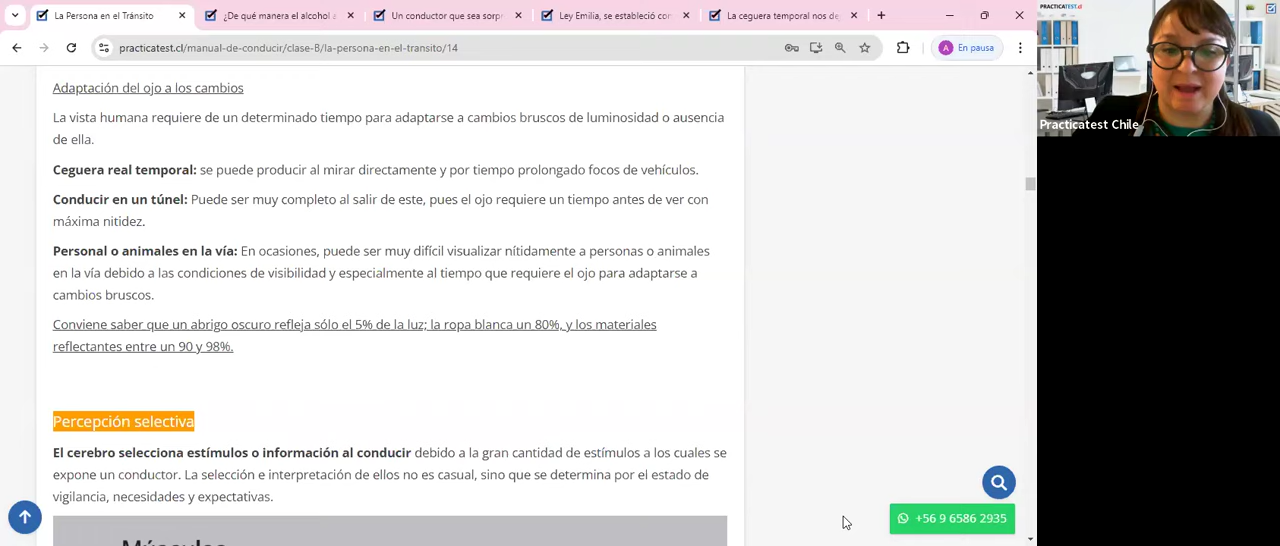 La Persona en el Tránsito
¿De qué manera el alcohol a
Un conductor que sea sorpr
Ley Emilia, se estableció con
La ceguera temporal nos de
practicatest.cl/manual-de-conducir/clase-B/la-persona-en-el-transito/14
A En pausa
PRACTICATEST.cl
Practicatest Chile
Adaptación del ojo a los cambios
La vista humana requiere de un determinado tiempo para adaptarse a cambios bruscos de luminosidad o ausencia
de ella.
Ceguera real temporal: se puede producir al mirar directamente y por tiempo prolongado focos de vehículos.
Conducir en un túnel: Puede ser muy completo al salir de este, pues el ojo requiere un tiempo antes de ver con
máxima nitidez.
Personal o animales en la vía: En ocasiones, puede ser muy difícil visualizar nítidamente a personas o animales
en la vía debido a las condiciones de visibilidad y especialmente al tiempo que requiere el ojo para adaptarse a
cambios bruscos.
Conviene saber que un abrigo oscuro refleja sólo el 5% de la luz; la ropa blanca un 80%, y los materiales
reflectantes entre un 90 y 98%.
Percepción selectiva
El cerebro selecciona estímulos o información al conducir debido a la gran cantidad de estímulos a los cuales se
expone un conductor. La selección e interpretación de ellos no es casual, sino que se determina por el estado de
vigilancia, necesidades y expectativas.
+56 9 6586 2935
Músculos